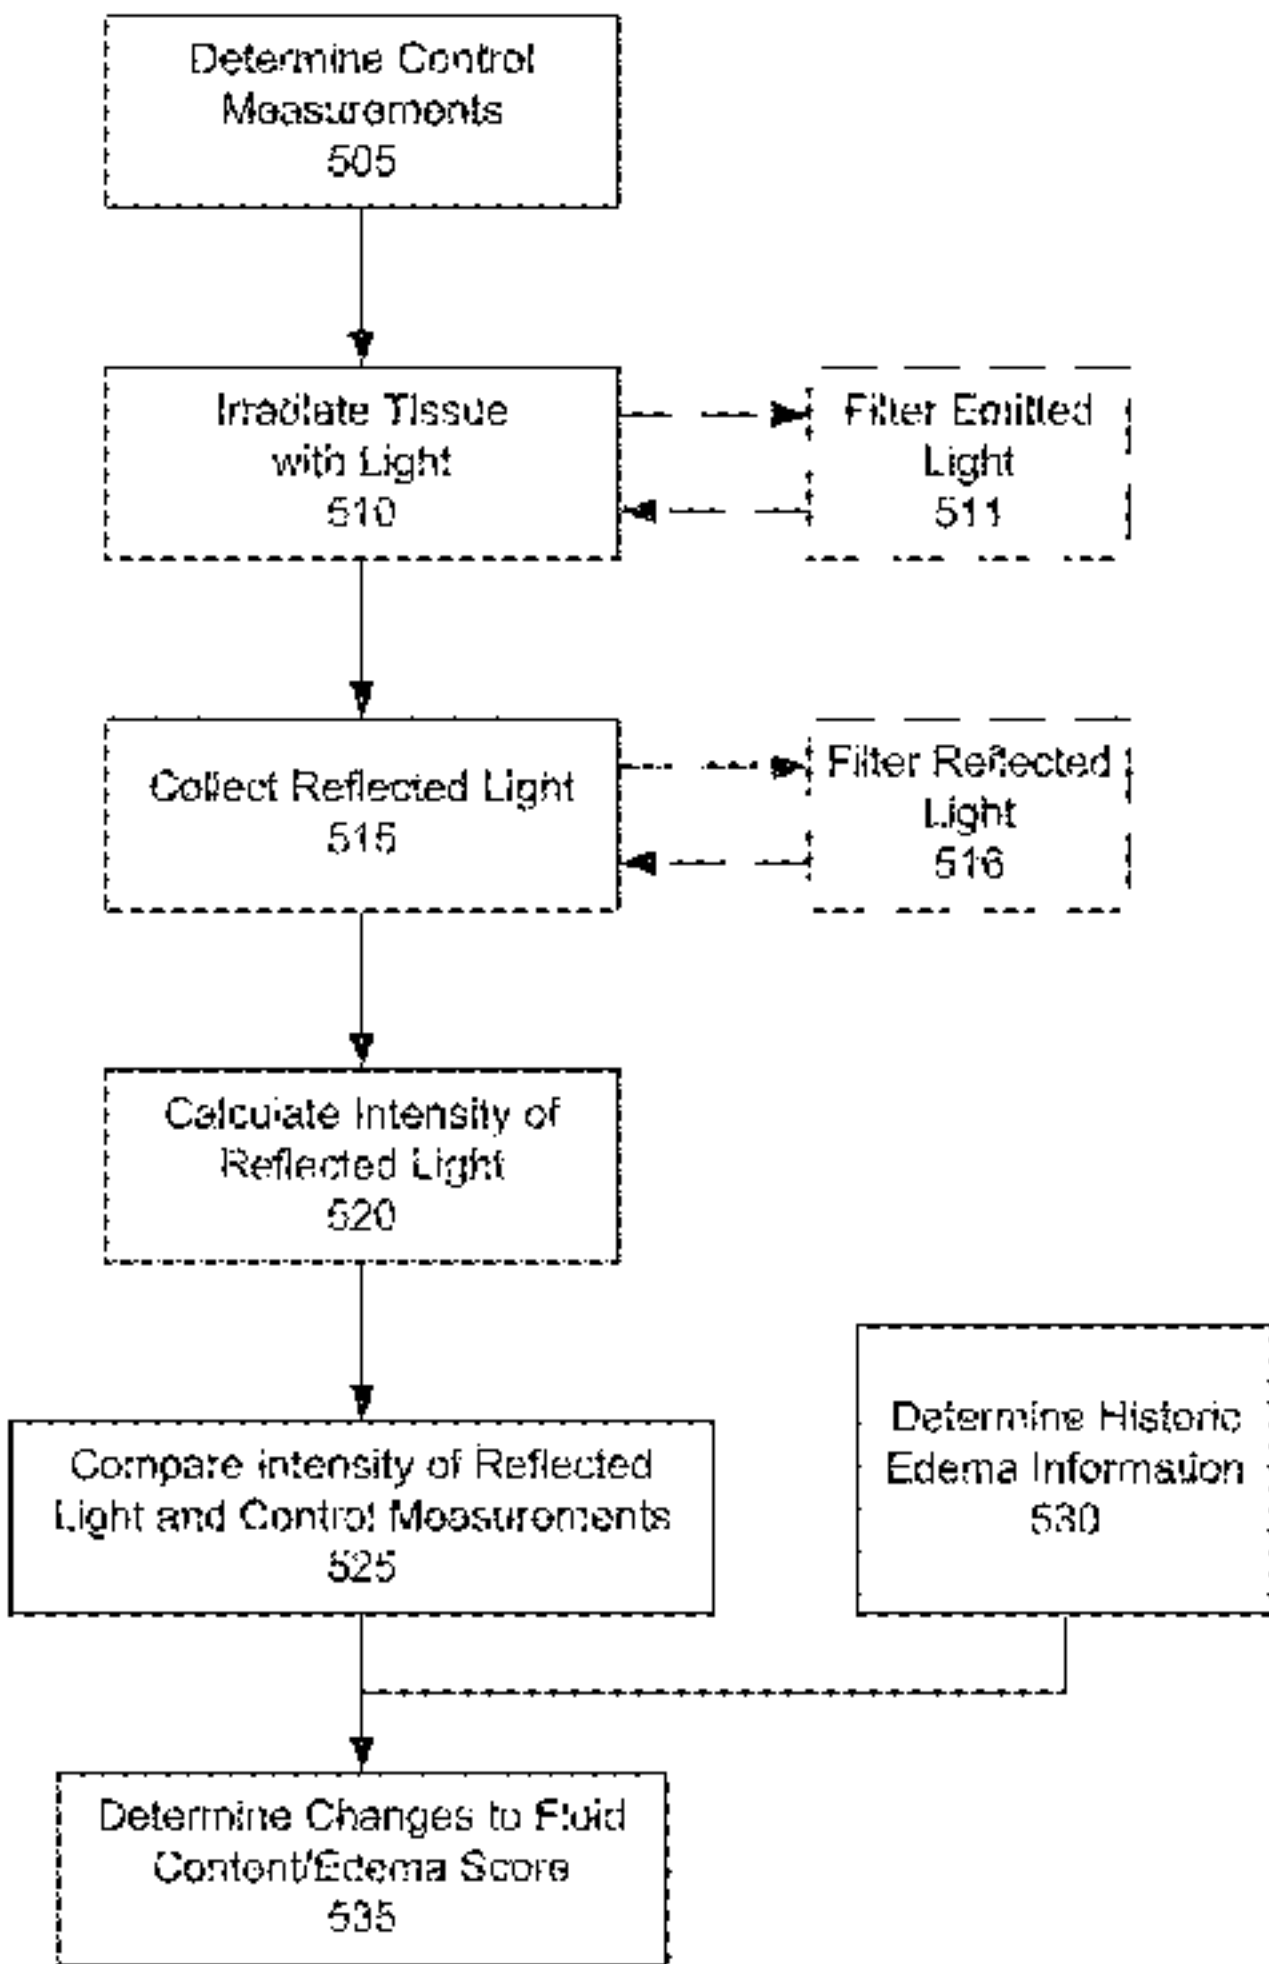 Determine Control
Measurements
505
Irradiate Tissue
with Light
510
Filter Emitted
Light
511
Collect Reflected Light
515
Filter Reflected
Light
516
Calculate Intensity of
Reflected Light
520
Compare Intensity of Reflected
Light and Control Measurements
525
Determine Historic
Edema Information
530
Determine Changes to Fluid
Content/Edema Score
535